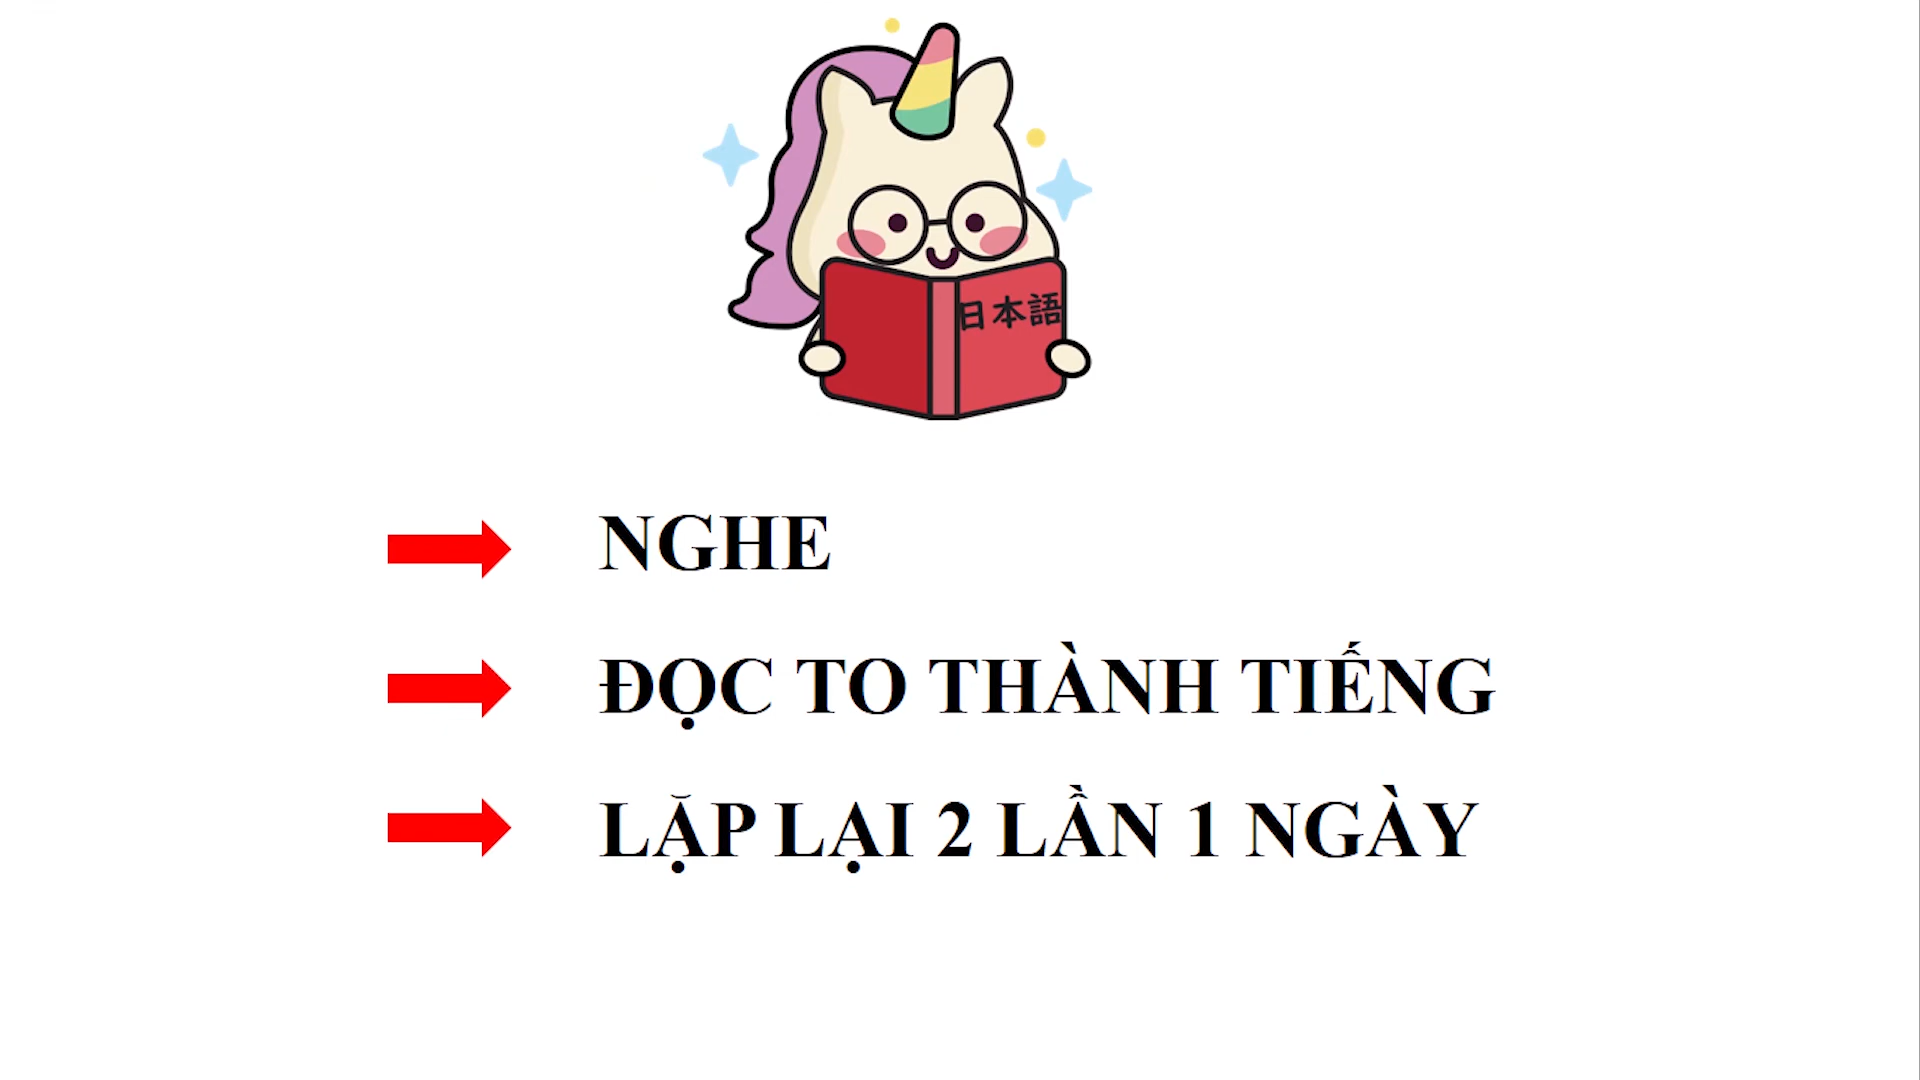 日本語
NGHE
ĐỌC TO THÀNH TIẾNG
LẶP LẠI 2 LẦN 1 NGÀY